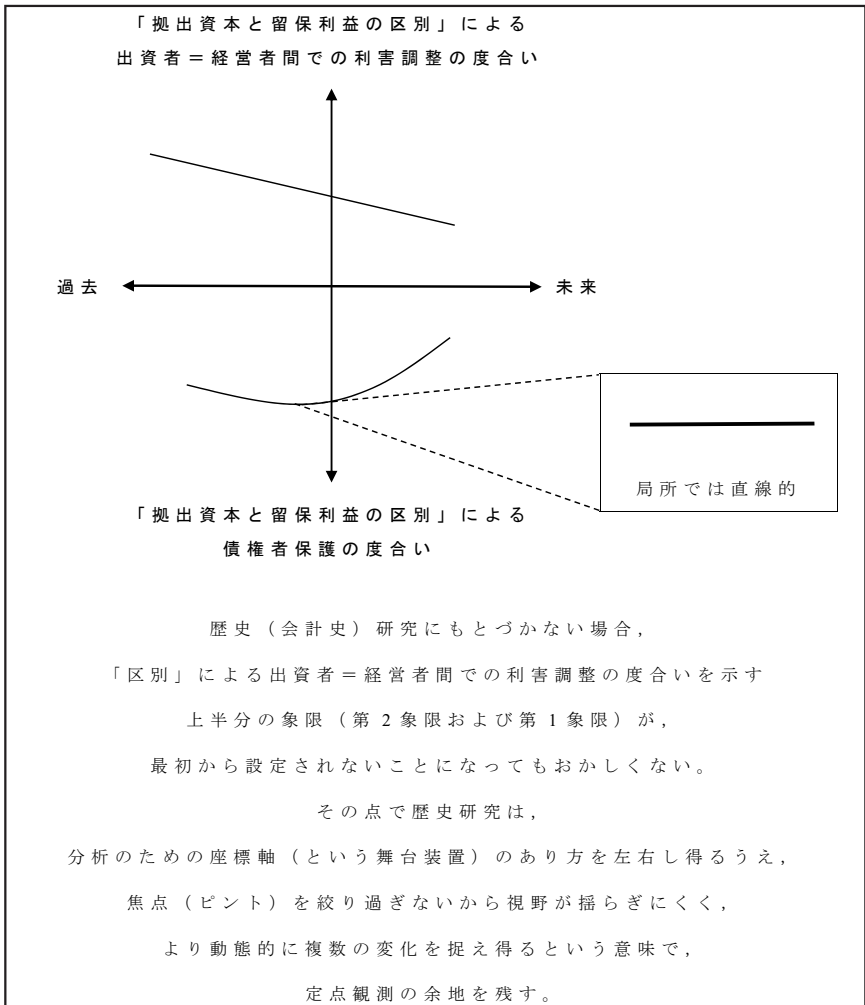 「拠出資本と留保利益の区別」による
出資者＝経営者間での利害調整の度合い
過去
未来
局所では直線的
「拠出資本と留保利益の区別」による
債権者保護の度合い
歴史（会計史）研究にもとづかない場合，
「区別」による出資者＝経営者間での利害調整の度合いを示す
上半分の象限（第2象限および第1象限）が，
最初から設定されないことになってもおかしくない。
その点で歴史研究は，
分析のための座標軸（という舞台装置）のあり方を左右し得るうえ，
焦点（ピント）を絞り過ぎないから視野が揺らぎにくく，
より動態的に複数の変化を捉え得るという意味で，
定点観測の余地を残す。